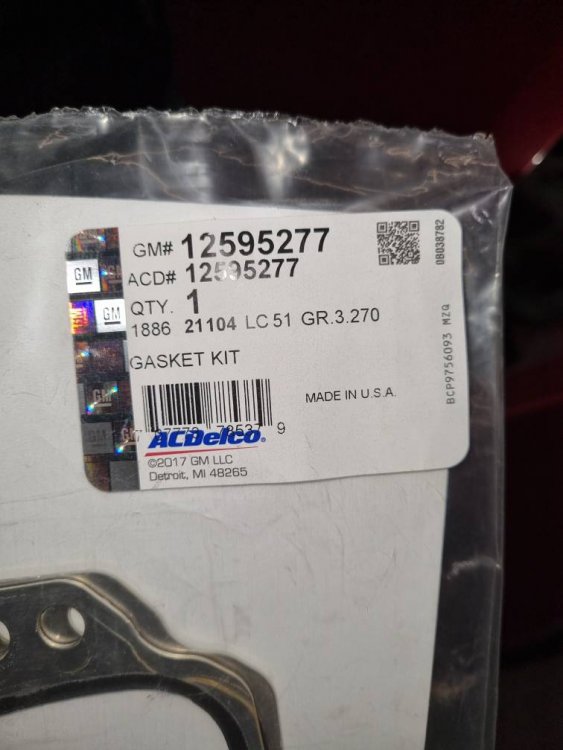 GM# 12595277
ACD# 12595277
QTY. 1
1886 21104 LC 51 GR.3.270
GASKET KIT
MADE IN U.S.A.
9
ACDelco®
©2017 GM LLC
Detroit, MI 48265
08038782
BCP9756093 MZQ
GM
GM